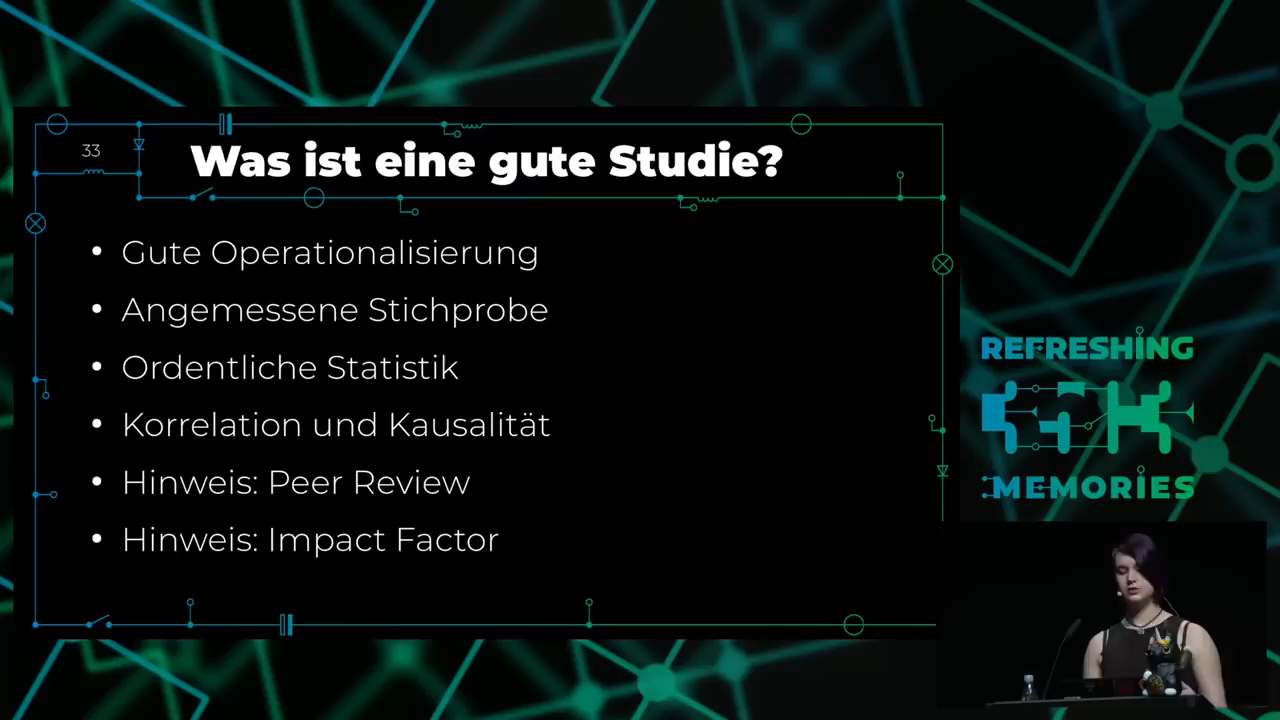 33
Was ist eine gute Studie?
• Gute Operationalisierung
• Angemessene Stichprobe
• Ordentliche Statistik
• Korrelation und Kausalität
• Hinweis: Peer Review
• Hinweis: Impact Factor
REFRESHING
MEMORIES